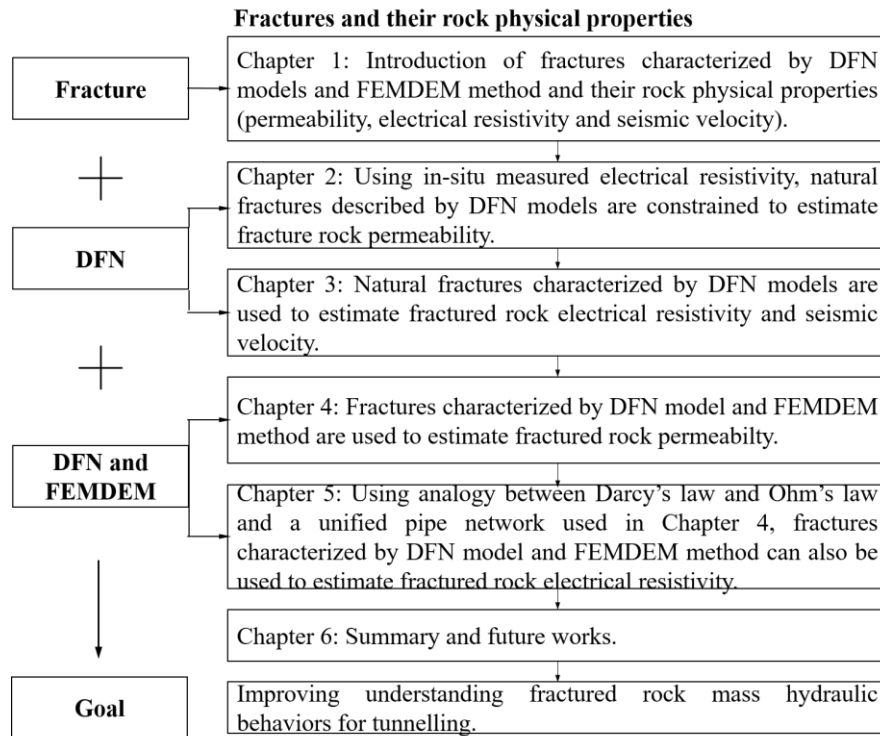 Fractures and their rock physical properties
Fracture
Chapter 1: Introduction of fractures characterized by DFN
models and FEMDEM method and their rock physical properties
(permeability, electrical resistivity and seismic velocity).
Chapter 2: Using in-situ measured electrical resistivity, natural
fractures described by DFN models are constrained to estimate
fracture rock permeability.
DFN
Chapter 3: Natural fractures characterized by DFN models are
used to estimate fractured rock electrical resistivity and seismic
velocity.
Chapter 4: Fractures characterized by DFN model and FEMDEM
method are used to estimate fractured rock permeabilty.
DFN and
FEMDEM
Chapter 5: Using analogy between Darcy's law and Ohm's law
and a unified pipe network used in Chapter 4, fractures
characterized by DFN model and FEMDEM method can also be
used to estimate fractured rock electrical resistivity.
Chapter 6: Summary and future works.
Goal
Improving understanding fractured rock mass hydraulic
behaviors for tunnelling.